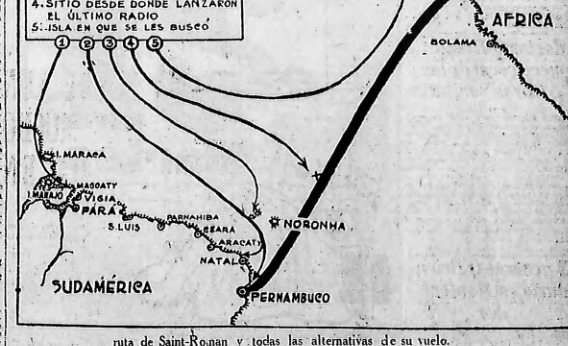 4. SITIO DESDE DONDE LANZARON
EL ÚLTIMO RADIO
5. ISLA EN QUE SE LES BUSCÓ
1 2 3 4 5
AFRICA
BOLAMA
I. MARACA
MAGOATY
I. MARAJO
VIGIA
PARÁ
S. LUIS
PARNAHIBA
CEARA
ARACATY
NATAL
NORONHA
SUDAMÉRICA
PERNAMBUCO
ruta de Saint-Roman y todas las alternativas de su vuelo.